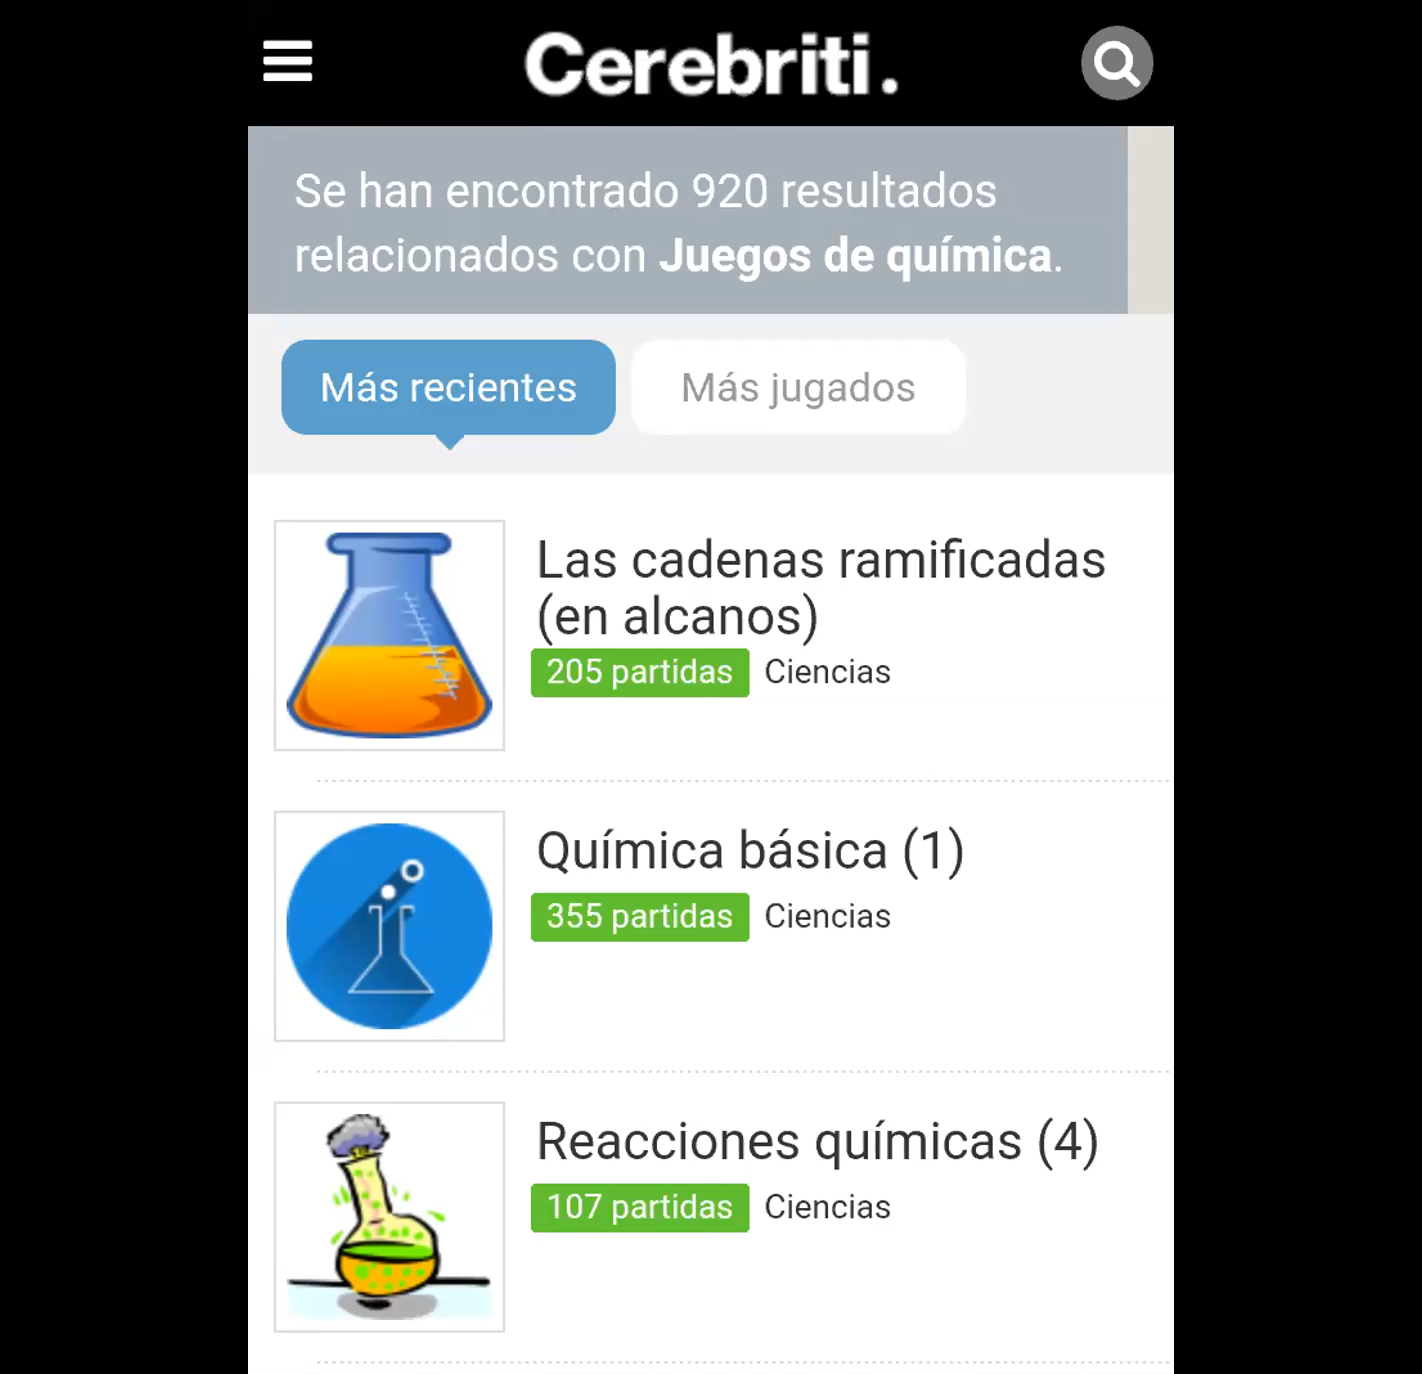 Cerebriti.
Se han encontrado 920 resultados
relacionados con Juegos de química.
Más recientes
Más jugados
Las cadenas ramificadas
(en alcanos)
205 partidas Ciencias
Química básica (1)
355 partidas Ciencias
Reacciones químicas (4)
107 partidas Ciencias